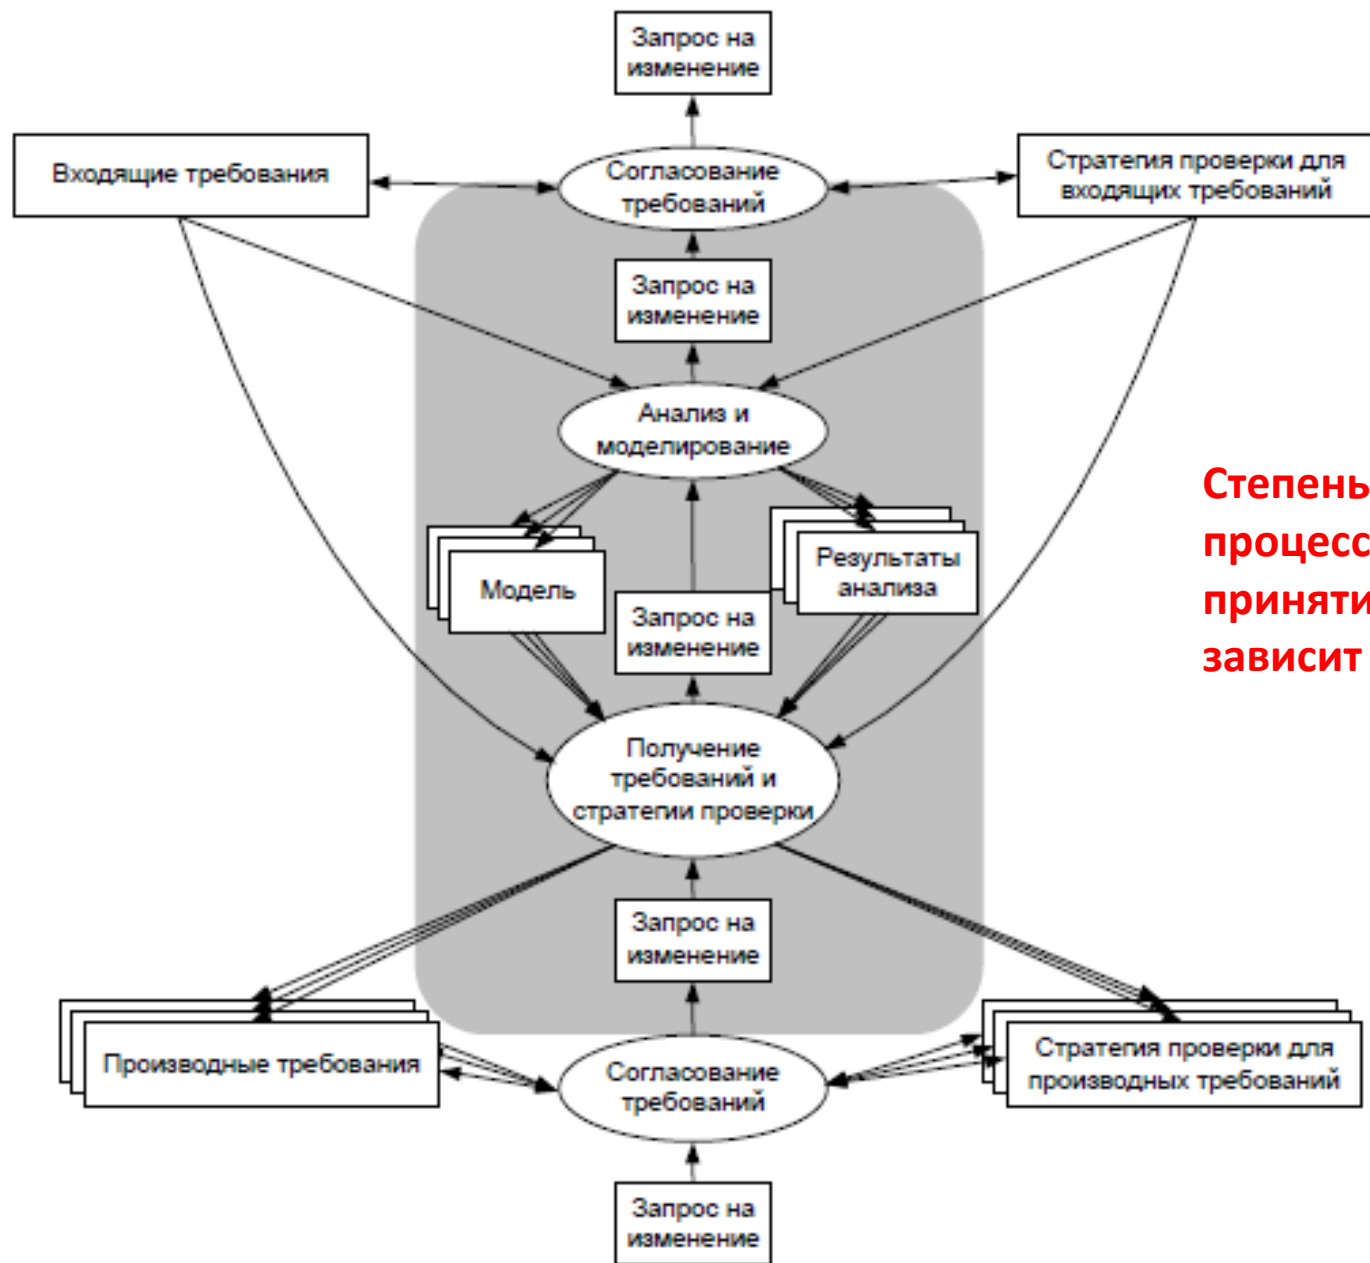 Запрос на
изменение
Входящие требования
Согласование
требований
Стратегия проверки для
входящих требований
Запрос на
изменение
Анализ и
моделирование
Модель
Результаты
анализа
Запрос на
изменение
Степень
процесс
приняти
зависит
Получение
требований и
стратегии проверки
Запрос на
изменение
Производные требования
Согласование
требований
Стратегия проверки для
производных требований
Запрос на
изменение